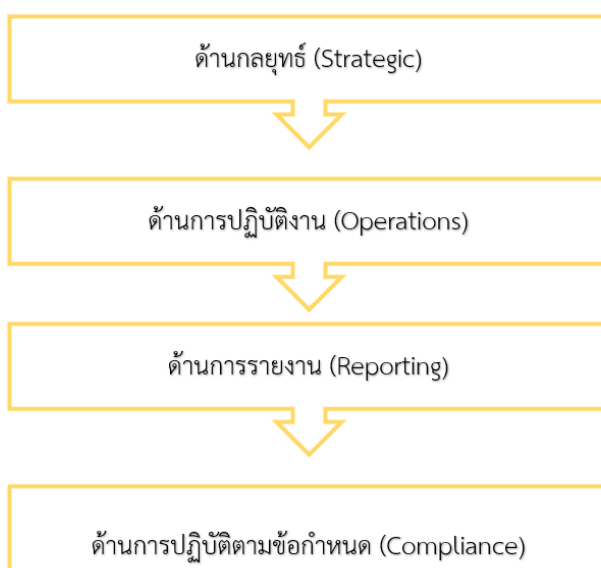 ด้านกลยุทธ์ (Strategic)
ด้านการปฏิบัติงาน (Operations)
ด้านการรายงาน (Reporting)
ด้านการปฏิบัติตามข้อกำหนด (Compliance)